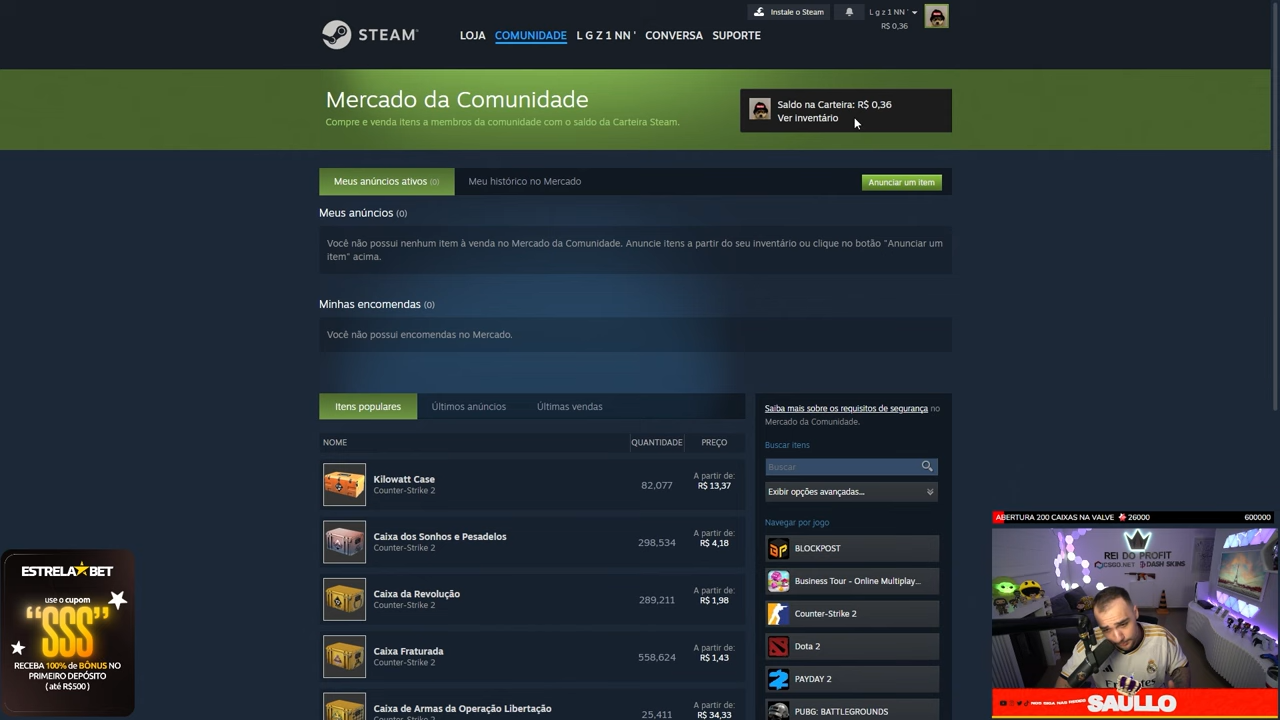 Instale o Steam
L g z 1 NN '
R$ 0,36
STEAM
LOJA
COMUNIDADE
L G Z 1 NN '
CONVERSA
SUPORTE
Mercado da Comunidade
Compre e venda itens a membros da comunidade com o saldo da Carteira Steam.
Saldo na Carteira: R$ 0,36
Ver inventário
Meus anúncios ativos (0)
Meu histórico no Mercado
Anunciar um item
Meus anúncios (0)
Você não possui nenhum item à venda no Mercado da Comunidade. Anuncie itens a partir do seu inventário ou clique no botão "Anunciar um
item" acima.
Minhas encomendas (0)
Você não possui encomendas no Mercado.
Itens populares
Últimos anúncios
Últimas vendas
NOME
QUANTIDADE
PREÇO
Kilowatt Case
Counter-Strike 2
82,077
A partir de:
R$ 13,37
Caixa dos Sonhos e Pesadelos
Counter-Strike 2
298,534
A partir de:
R$ 4,18
Caixa da Revolução
Counter-Strike 2
289,211
A partir de:
R$ 1,98
Caixa Fraturada
Counter-Strike 2
558,624
A partir de:
R$ 1,43
Caixa de Armas da Operação Libertação
Counter-Strike 2
25,411
A partir de:
R$ 34,33
Saiba mais sobre os requisitos de segurança no
Mercado da Comunidade.
Buscar itens
Buscar
Exibir opções avançadas...
Navegar por jogo
BLOCKPOST
Business Tour - Online Multiplay...
Counter-Strike 2
Dota 2
PAYDAY 2
PUBG: BATTLEGROUNDS
ESTRELA BET
use o cupom
"SSS"
RECEBA 100% de BÔNUS NO
PRIMEIRO DEPÓSITO
(até R$500)
ABERTURA 200 CAIXAS NA VALVE 26000
600000
REI DO PROFIT
CSGO.NET DASH SKINS
SAULLO